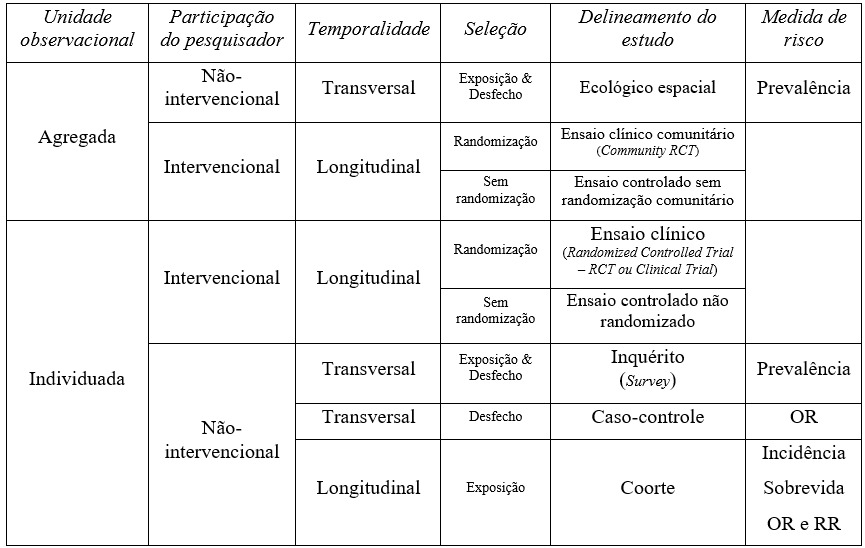 Unidade observacional
Participação do pesquisador
Temporalidade
Seleção
Delineamento do estudo
Medida de risco
Agregada
Não-intervencional
Transversal
Exposição & Desfecho
Ecológico espacial
Prevalência
Intervencional
Longitudinal
Randomização
Ensaio clínico comunitário
(Community RCT)
Sem randomização
Ensaio controlado sem randomização comunitário
Individuada
Intervencional
Longitudinal
Randomização
Ensaio clínico
(Randomized Controlled Trial
– RCT ou Clinical Trial)
Sem randomização
Ensaio controlado não randomizado
Não-intervencional
Transversal
Exposição & Desfecho
Inquérito
(Survey)
Prevalência
Transversal
Desfecho
Caso-controle
OR
Longitudinal
Exposição
Coorte
Incidência
Sobrevida
OR e RR